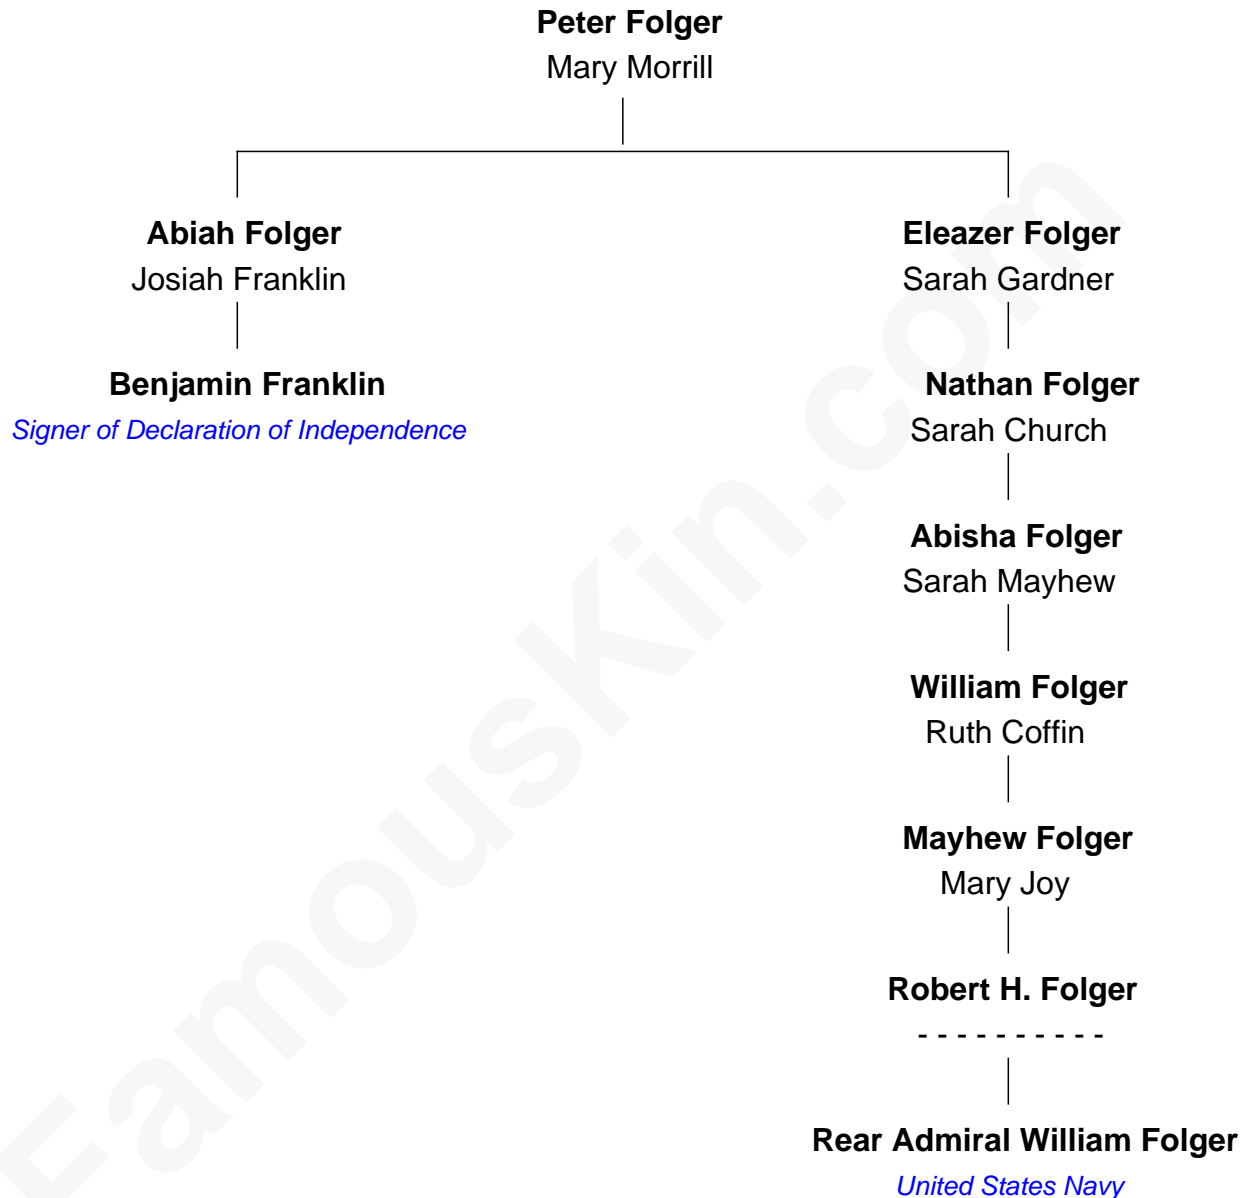 Peter Folger
Mary Morrill
Abiah Folger
Josiah Franklin
Eleazer Folger
Sarah Gardner
Benjamin Franklin
Signer of Declaration of Independence
Nathan Folger
Sarah Church
Abisha Folger
Sarah Mayhew
William Folger
Ruth Coffin
Mayhew Folger
Mary Joy
Robert H. Folger
- - - - - - - - - -
Rear Admiral William Folger
United States Navy
FamousKin.com